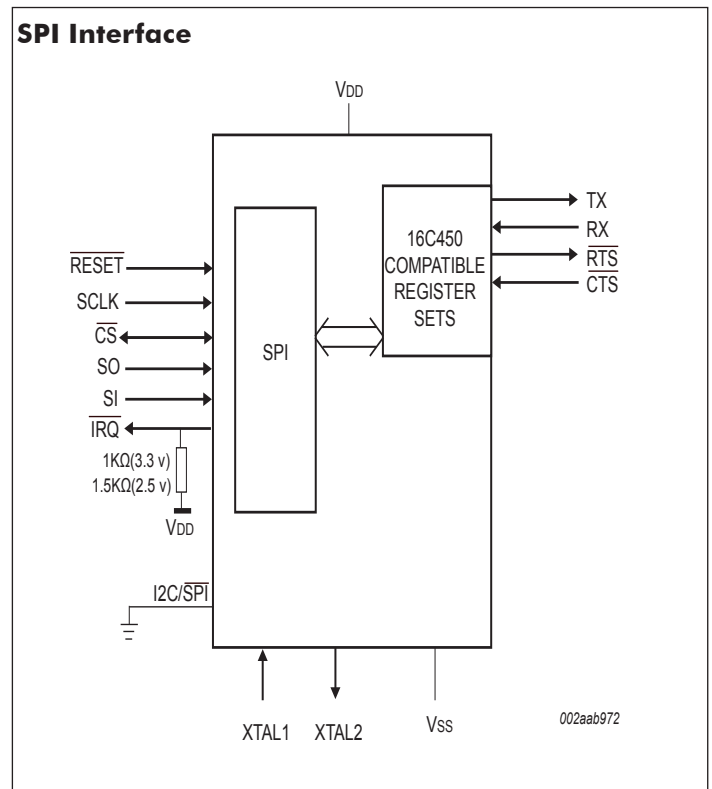 SPI Interface
VDD
RESET
SCLK
CS
SO
SI
IRQ
1KΩ(3.3 v)
1.5KΩ(2.5 v)
VDD
I2C/SPI
SPI
16C450
COMPATIBLE
REGISTER
SETS
TX
RX
RTS
CTS
XTAL1
XTAL2
VSS
002aab972